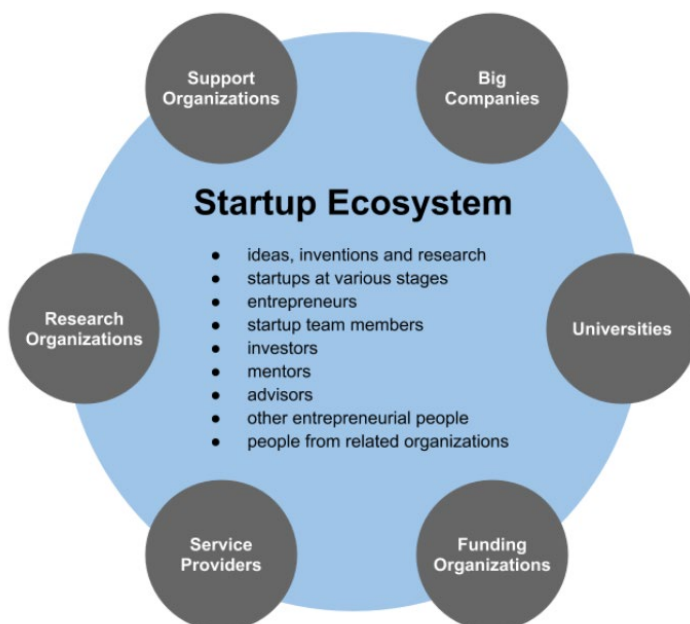 Support
Organizations
Big
Companies
Startup Ecosystem
● ideas, inventions and research
● startups at various stages
● entrepreneurs
● startup team members
● investors
● mentors
● advisors
● other entrepreneurial people
● people from related organizations
Research
Organizations
Universities
Service
Providers
Funding
Organizations